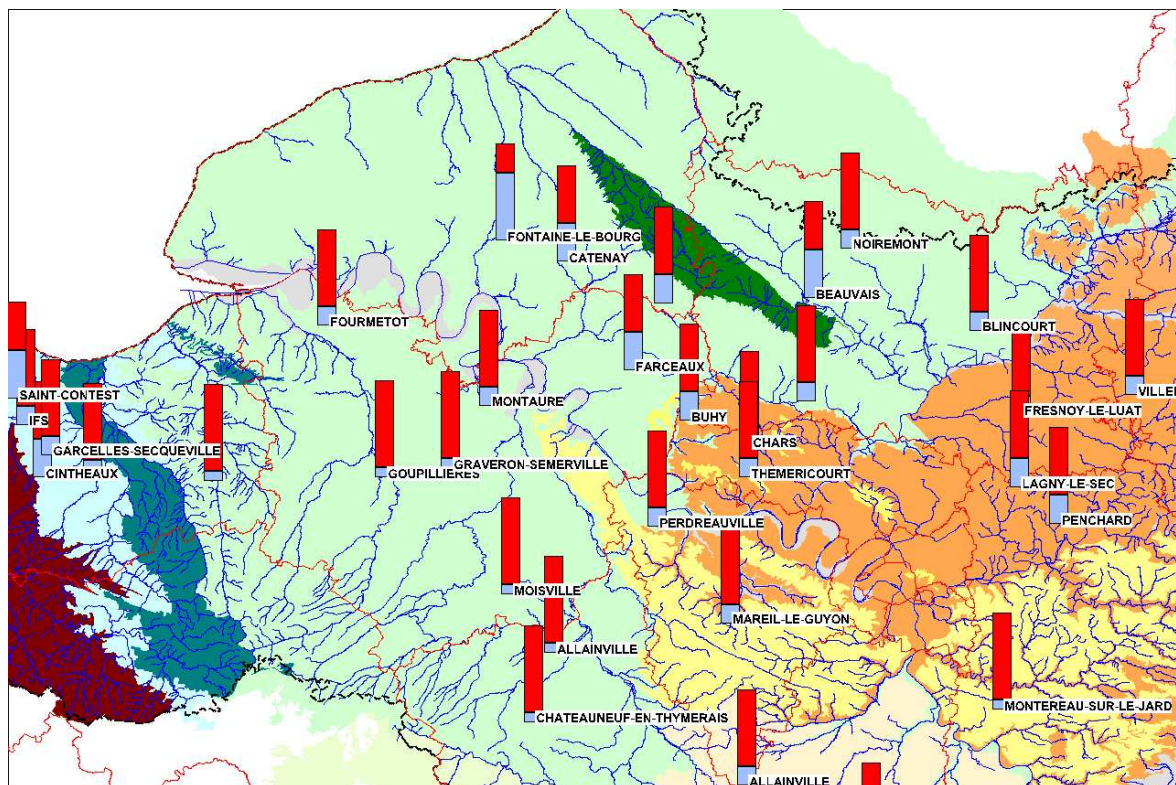 FONTAINE-LE-BOURG
NOIREMONT
CATENAY
BEAUVAIS
FOURMETOT
BLINCOURT
FARCEAUX
SAINT-CONTEST
MONTAURE
VILLE
FRESNOY-LE-LUAT
BUHY
IFS
CHARS
GARCELLES-SECQUEVILLE
GRAVERON-SEMERVILLE
CINTHEAUX
GOUPILLIERES
THEMERICOURT
LAGNY-LE-SEC
PERDREAUVILLE
PENCHARD
MOISVILLE
MAREIL-LE-GUYON
ALLAINVILLE
MONTEREAU-SUR-LE-JARD
CHATEAUNEUF-EN-THYMERAIS
ALLAINVILLE